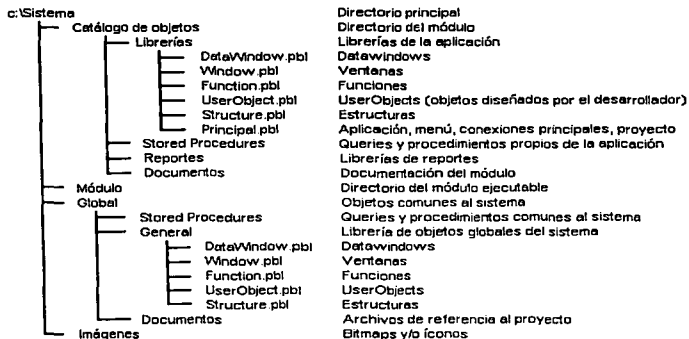 c:\Sistema Directorio principal
Catálogo de objetos Directorio del módulo
Librerías Librerías de la aplicación
DataWindow.pbl Datawindows
Window.pbl Ventanas
Function.pbl Funciones
UserObject.pbl UserObjects (objetos diseñados por el desarrollador)
Structure.pbl Estructuras
Principal.pbl Aplicación, menú, conexiones principales, proyecto
Stored Procedures Queries y procedimientos propios de la aplicación
Reportes Librerías de reportes
Documentos Documentación del módulo
Módulo Directorio del módulo ejecutable
Global Objetos comunes al sistema
Stored Procedures Queries y procedimientos comunes al sistema
General Librería de objetos globales del sistema
DataWindow.pbl Datawindows
Window.pbl Ventanas
Function.pbl Funciones
UserObject.pbl UserObjects
Structure.pbl Estructuras
Documentos Archivos de referencia al proyecto
Imágenes Bitmaps y/o íconos